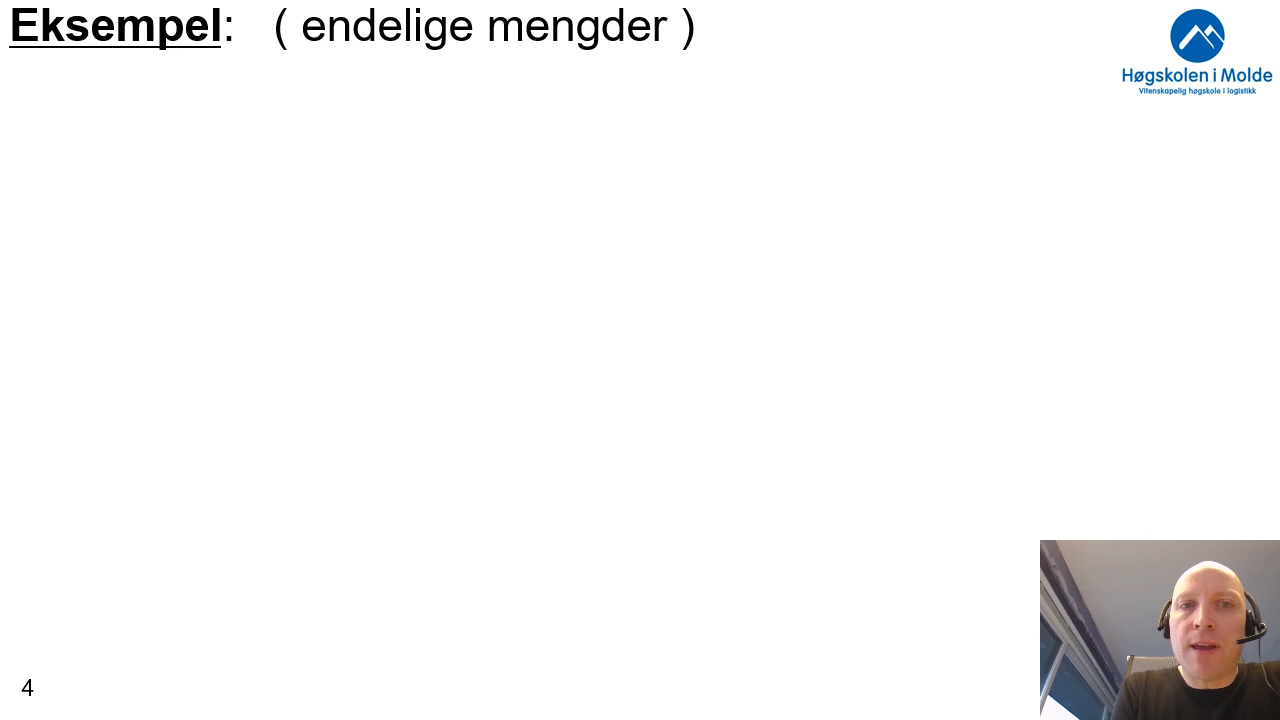 Eksempel: ( endelige mengder )
Høgskolen i Molde
Vitenskapelig høgskole i logistikk
4